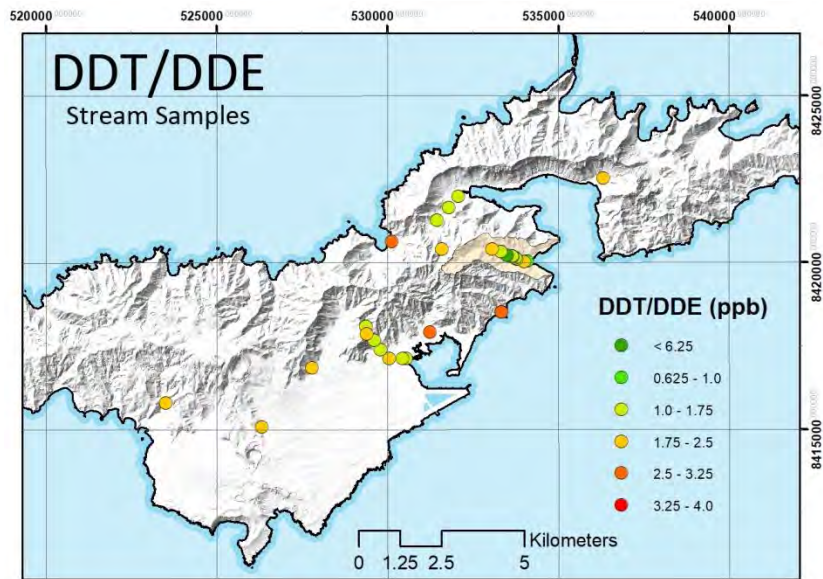 520000
525000
530000
535000
540000
DDT/DDE
Stream Samples
8425000
8420000
8415000
DDT/DDE (ppb)
< 6.25
0.625 - 1.0
1.0 - 1.75
1.75 - 2.5
2.5 - 3.25
3.25 - 4.0
Kilometers
0 1.25 2.5 5